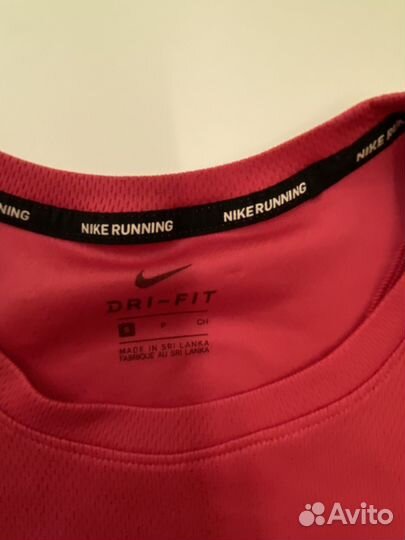 NIKE RUNNING NIKE RUNNING NIKE RUNNING
DRI-FIT
S P CH
MADE IN SRI LANKA
FABRIQUÉ AU SRI LANKA
Avito